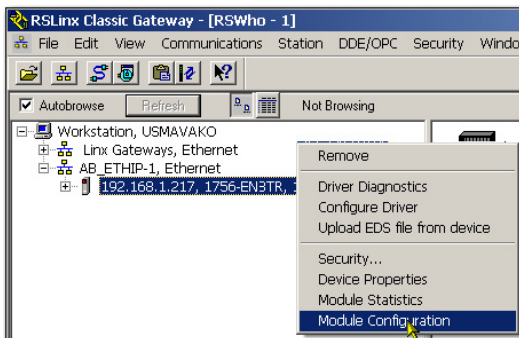 RSLinx Classic Gateway - [RSWho - 1]
File Edit View Communications Station DDE/OPC Security Windo
Autobrowse Refresh Not Browsing
Workstation, USMAVAKO
Linx Gateways, Ethernet
AB_ETHIP-1, Ethernet
192.168.1.217, 1756-EN3TR, 1
Remove
Driver Diagnostics
Configure Driver
Upload EDS file from device
Security...
Device Properties
Module Statistics
Module Configuration